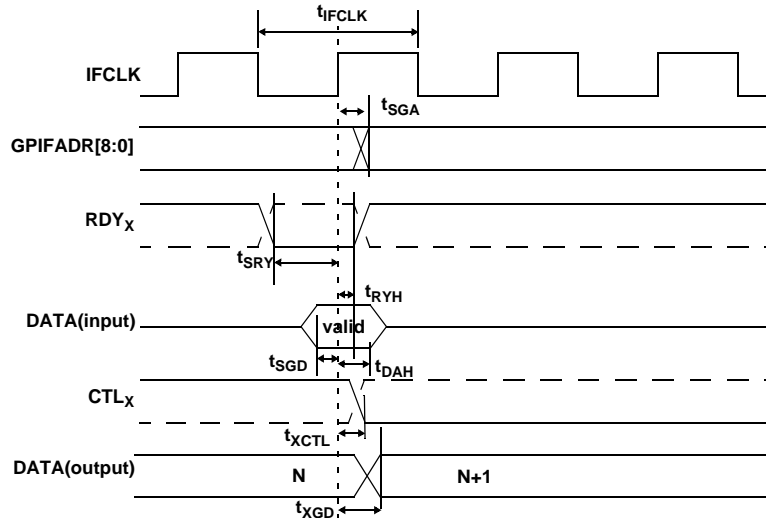 tIFCLK
IFCLK
tSGA
GPIFADR[8:0]
RDYX
tSRY
tRYH
DATA(input)
valid
tSGD
tDAH
CTLX
tXCTL
DATA(output)
N
N+1
tXGD